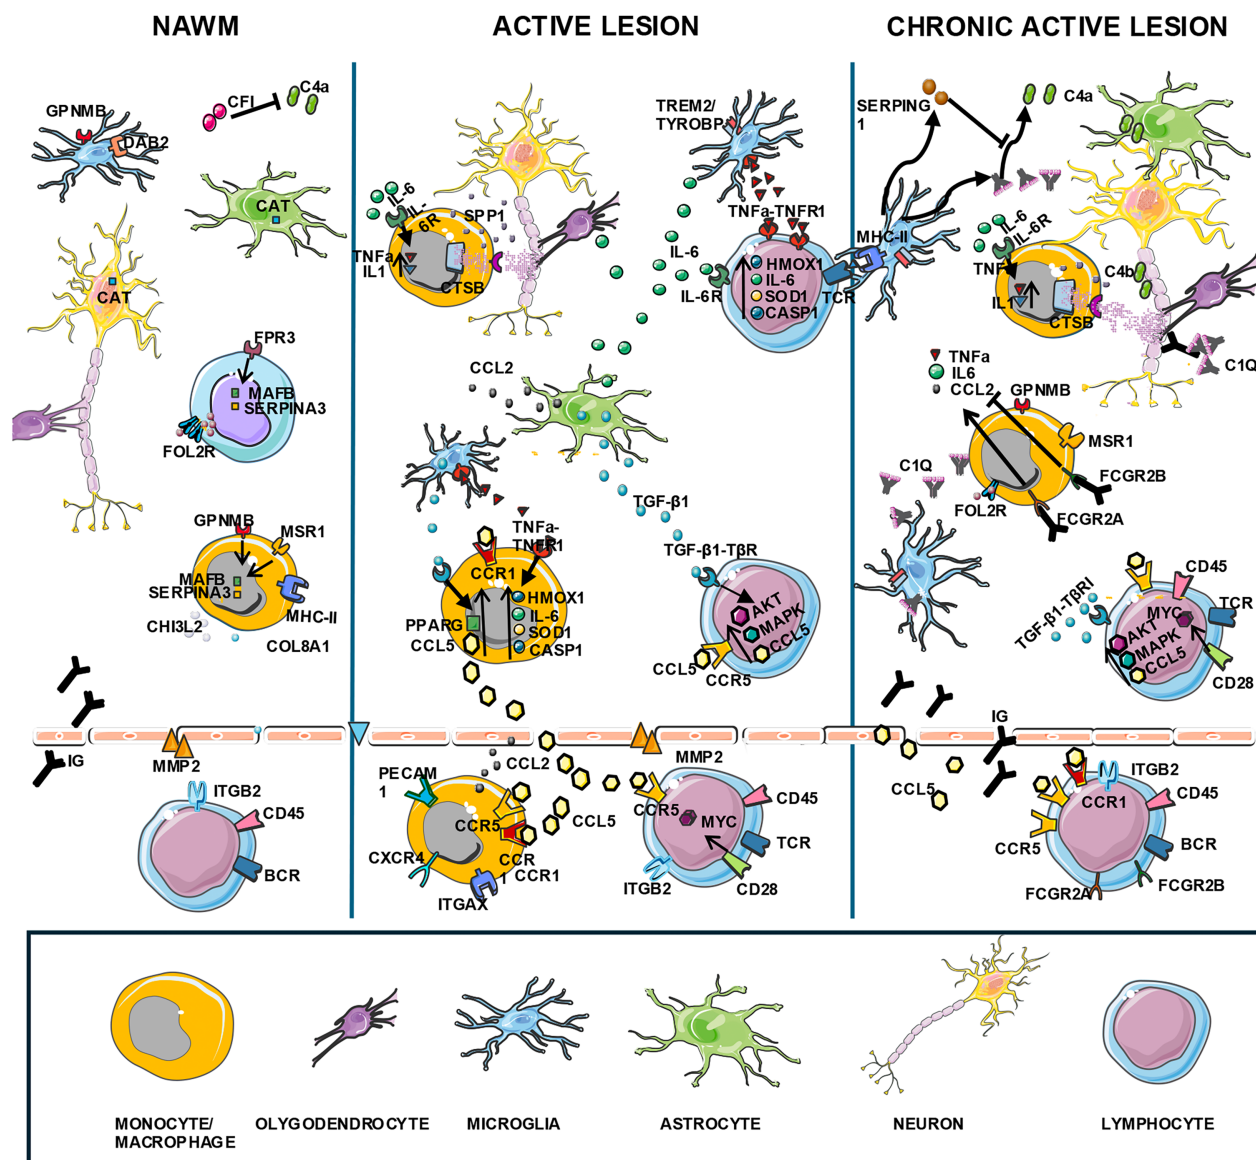 NAWM
ACTIVE LESION
CHRONIC ACTIVE LESION
GPNMB
DAB2
CFI
C4a
CAT
CAT
FPR3
MAFB
SERPINA3
FOL2R
GPNMB
MSR1
MAFB
SERPINA3
MHC-II
CHI3L2
COL8A1
IG
MMP2
ITGB2
CD45
BCR
IL-6
IL-
6R
SPP1
TNFa
IL1
CTSB
TREM2/
TYROBP
TNFa-TNFR1
IL-6
IL-6R
HMOX1
IL-6
SOD1
CASP1
TCR
MHC-II
CCL2
TGF-β1
TNFa-
TNFR1
CCR1
HMOX1
IL-6
SOD1
CASP1
PPARG
CCL5
TGF-β1-TβR
AKT
MAPK
CCL5
CCL5
CCR5
PECAM
1
CCL2
CCR5
CCL5
CXCR4
CCR
1
CCR1
ITGAX
MMP2
CCR5
MYC
CD45
TCR
CD28
ITGB2
SERPING
1
C4a
IL-6
IL-6R
TNF
IL1
CTSB
C4b
C1Q
TNFa
IL6
CCL2
GPNMB
MSR1
FCGR2B
FCGR2A
FOL2R
C1Q
TGF-β1-TβRI
CD45
TCR
MYC
AKT
MAPK
CCL5
CD28
IG
CCL5
CCR1
ITGB2
CD45
BCR
CCR5
FCGR2A
FCGR2B
MONOCYTE/
MACROPHAGE
OLYGODENDROCYTE
MICROGLIA
ASTROCYTE
NEURON
LYMPHOCYTE